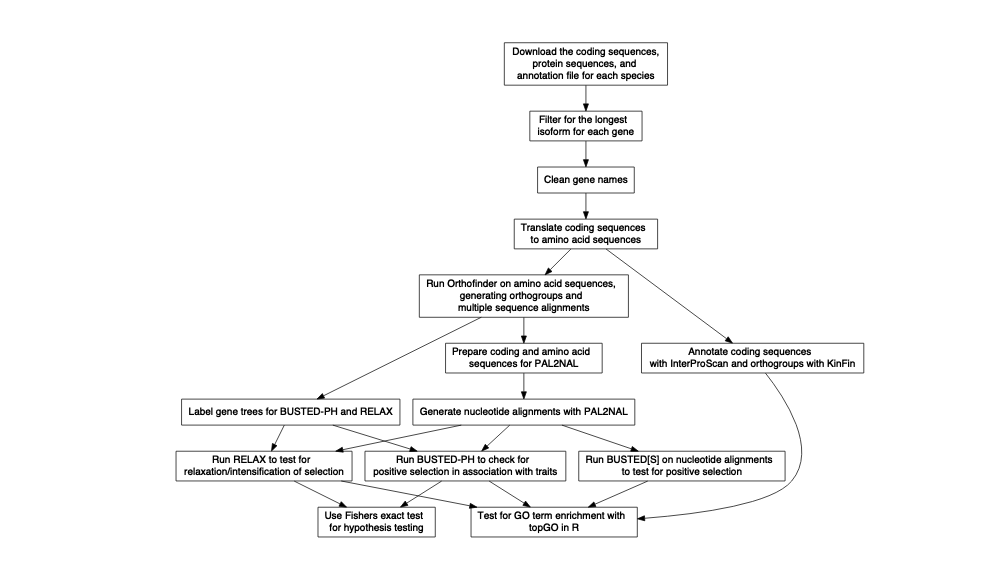 Download the coding sequences,
protein sequences, and
annotation file for each species
Filter for the longest
isoform for each gene
Clean gene names
Translate coding sequences
to amino acid sequences
Run Orthofinder on amino acid sequences,
generating orthogroups and
multiple sequence alignments
Prepare coding and amino acid
sequences for PAL2NAL
Annotate coding sequences
with InterProScan and orthogroups with KinFin
Label gene trees for BUSTED-PH and RELAX
Generate nucleotide alignments with PAL2NAL
Run RELAX to test for
relaxation/intensification of selection
Run BUSTED-PH to check for
positive selection in association with traits
Run BUSTED[S] on nucleotide alignments
to test for positive selection
Use Fishers exact test
for hypothesis testing
Test for GO term enrichment with
topGO in R